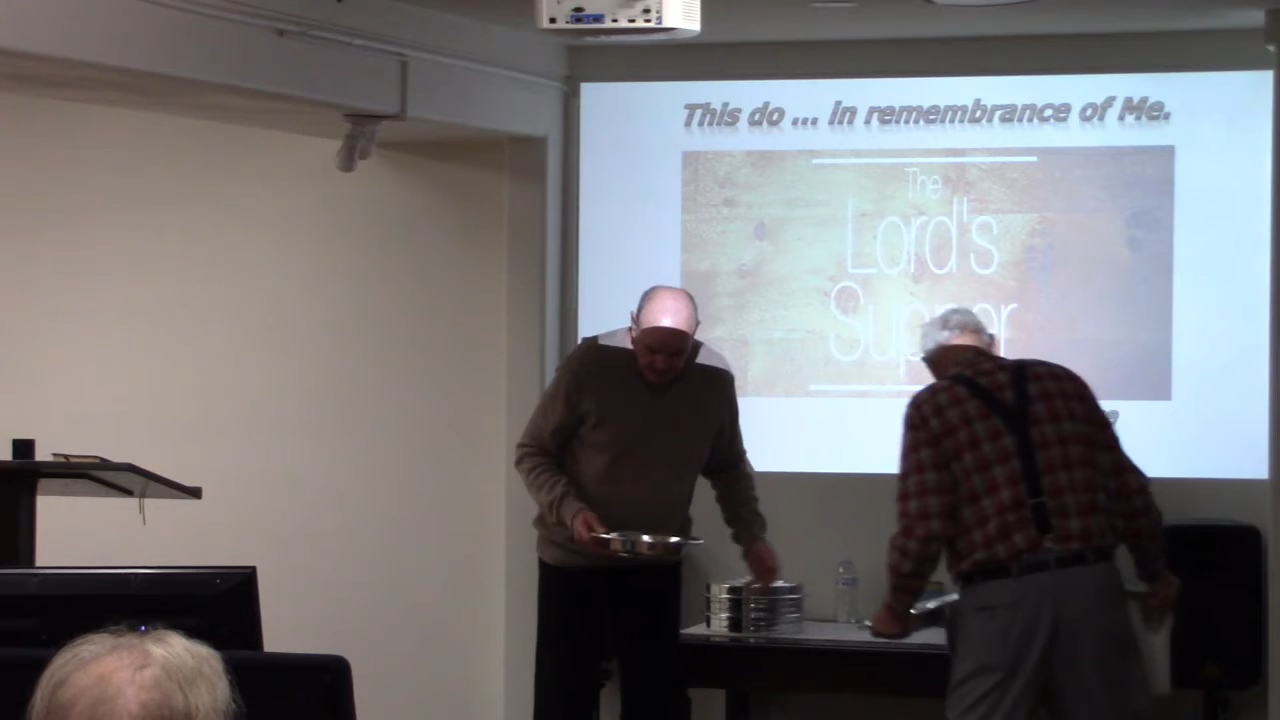 This do ... in remembrance of Me.
The
Lord's